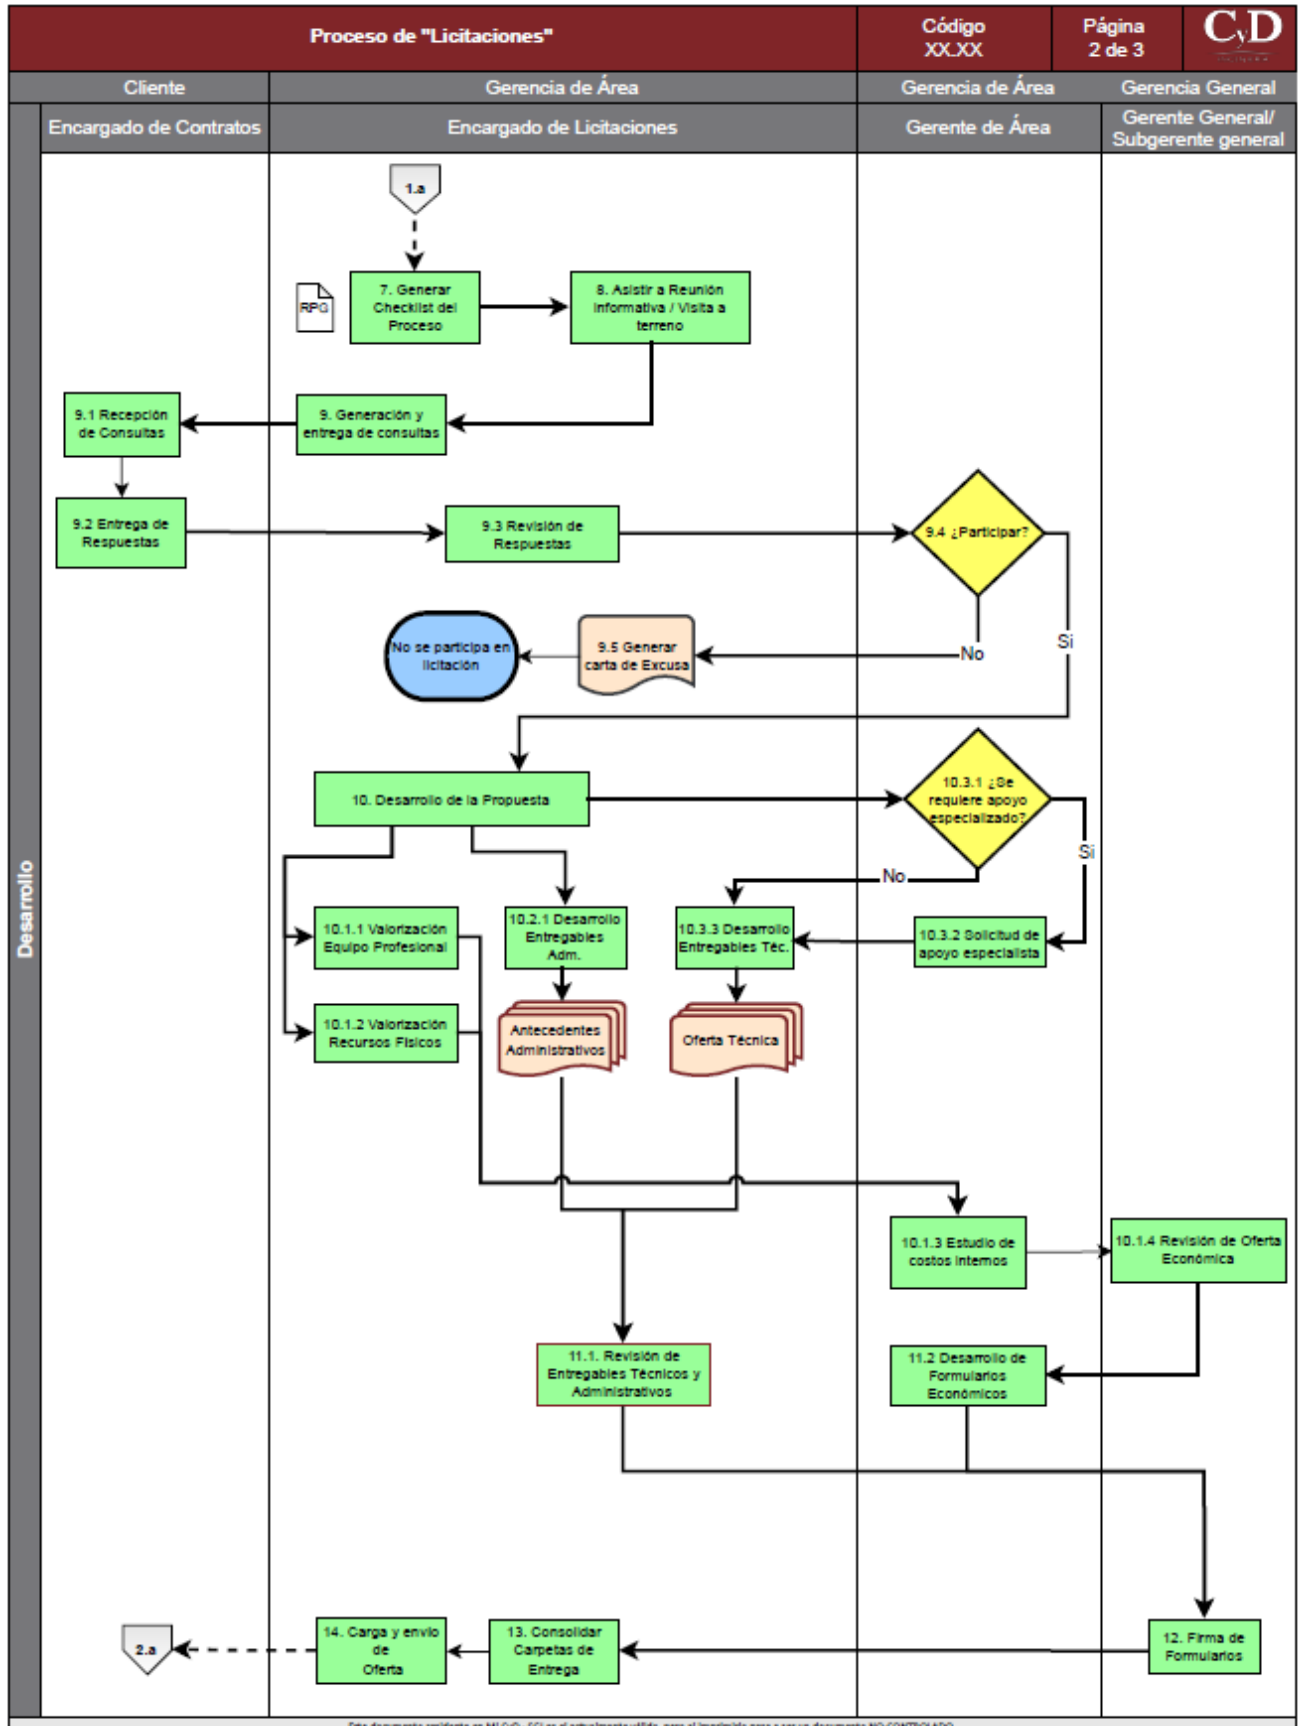 Proceso de "Licitaciones"
Código
XX.XX
Página
2 de 3
CyD
Cliente
Gerencia de Área
Gerencia de Área
Gerencia General
Encargado de Contratos
Encargado de Licitaciones
Gerente de Área
Gerente General/
Subgerente general
Desarrollo
1.a
RPG
7. Generar
Checklist del
Proceso
8. Asistir a Reunión
Informativa / Visita a
terreno
9.1 Recepción
de Consultas
9. Generación y
entrega de consultas
9.2 Entrega de
Respuestas
9.3 Revisión de
Respuestas
9.4 ¿Participar?
No se participa en
licitación
9.5 Generar
carta de Excusa
No
Si
10. Desarrollo de la Propuesta
10.3.1 ¿Se
requiere apoyo
especializado?
Si
No
10.1.1 Valorización
Equipo Profesional
10.2.1 Desarrollo
Entregables
Adm.
10.3.3 Desarrollo
Entregables Téc.
10.3.2 Solicitud de
apoyo especialista
10.1.2 Valorización
Recursos Físicos
Antecedentes
Administrativos
Oferta Técnica
10.1.3 Estudio de
costos internos
10.1.4 Revisión de Oferta
Económica
11.1. Revisión de
Entregables Técnicos y
Administrativos
11.2 Desarrollo de
Formularios
Económicos
2.a
14. Carga y envío
de
Oferta
13. Consolidar
Carpetas de
Entrega
12. Firma de
Formularios